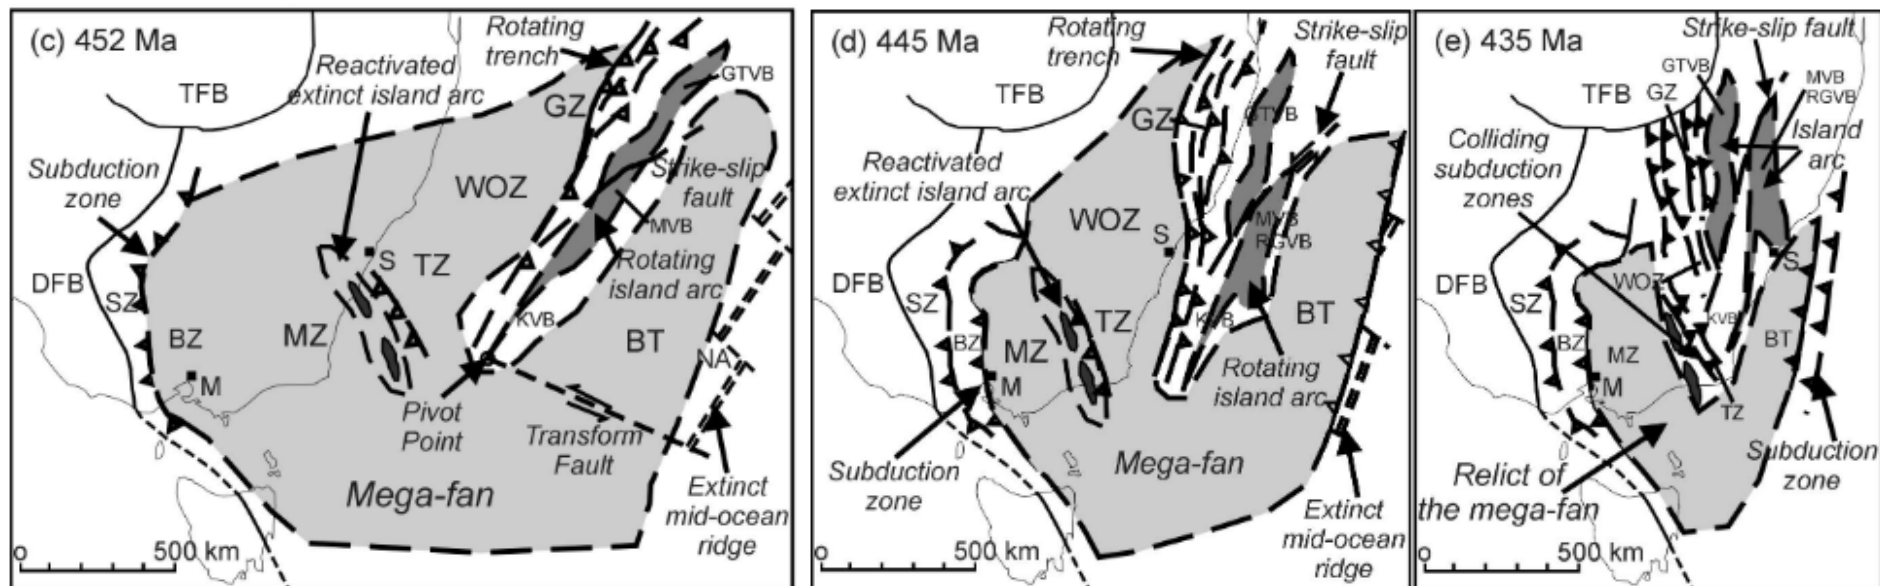 (c) 452 Ma
TFB
Reactivated
extinct island arc
Rotating
trench
GZ
GTVB
Subduction
zone
WOZ
Strike-slip
fault
MVB
S
TZ
Rotating
island arc
DFB
SZ
BZ
MZ
KVB
BT
NA
M
Pivot
Point
Transform
Fault
Mega-fan
Extinct
mid-ocean
ridge
0
500 km
(d) 445 Ma
Rotating
trench
Strike-slip
fault
TFB
GZ
GTVB
Reactivated
extinct island arc
WOZ
S
MVB
RGVB
DFB
SZ
BZ
MZ
TZ
KVB
BT
M
Rotating
island arc
Subduction
zone
Mega-fan
Extinct
mid-ocean
ridge
0
500 km
(e) 435 Ma
Strike-slip fault
GTVB
GZ
MVB
RGVB
TFB
Island
arc
Colliding
subduction
zones
S
DFB
SZ
WOZ
BZ
MZ
KVB
BT
M
TZ
Relict of
the mega-fan
Subduction
zone
0
500 km